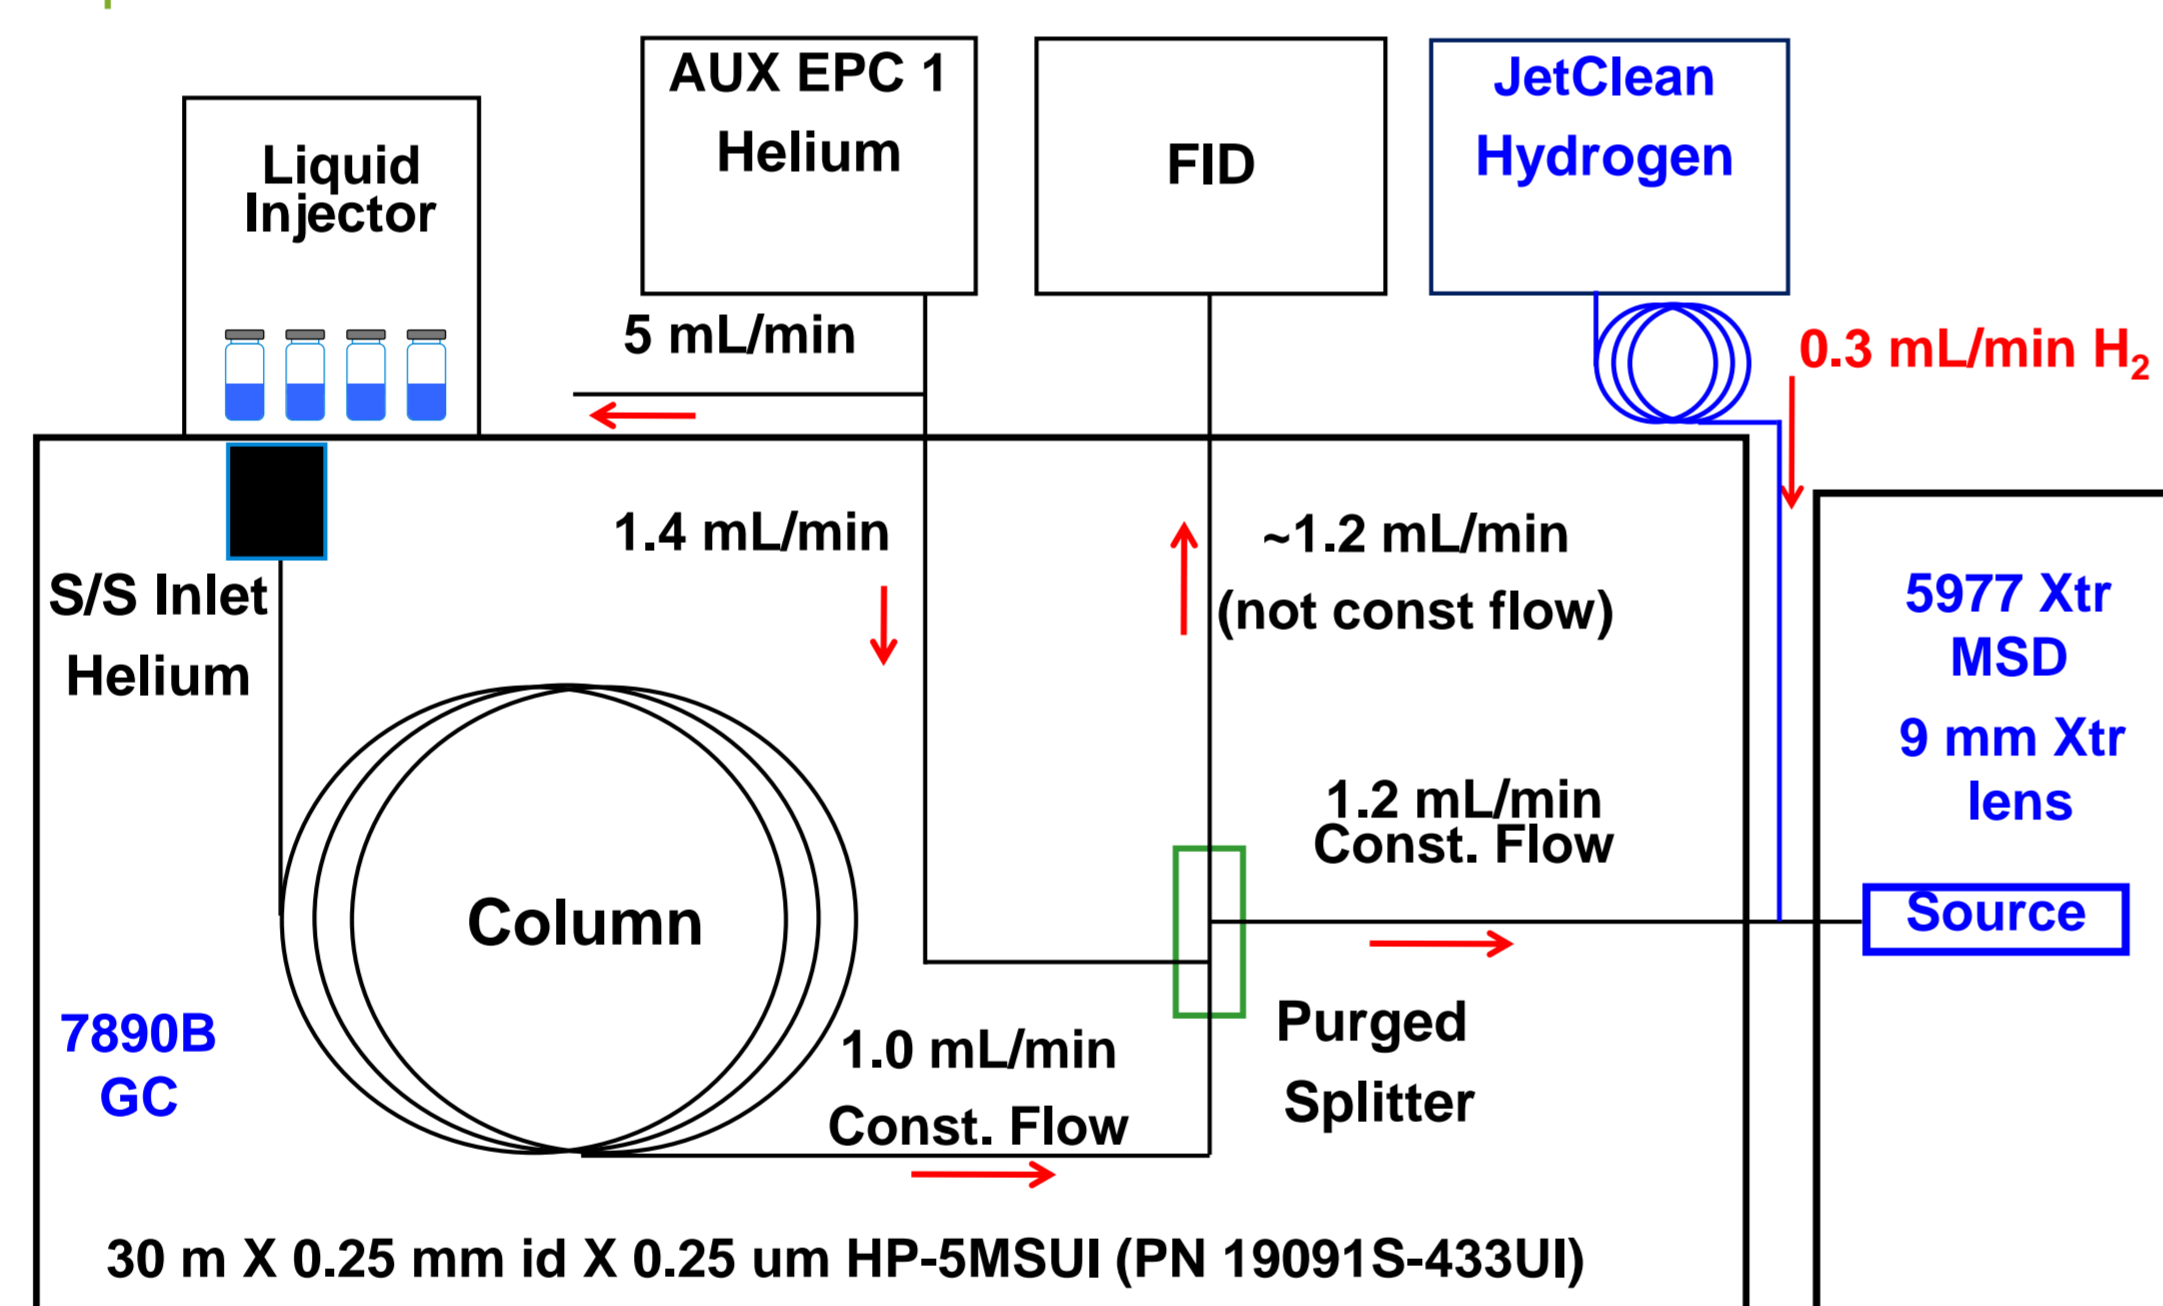 AUX EPC 1
Helium
FID
JetClean
Hydrogen
Liquid
Injector
5 mL/min
0.3 mL/min H₂
1.4 mL/min
~1.2 mL/min
(not const flow)
S/S Inlet
Helium
5977 Xtr
MSD
9 mm Xtr
lens
1.2 mL/min
Const. Flow
Column
Source
7890B
GC
1.0 mL/min
Const. Flow
Purged
Splitter
30 m X 0.25 mm id X 0.25 um HP-5MSUI (PN 19091S-433UI)